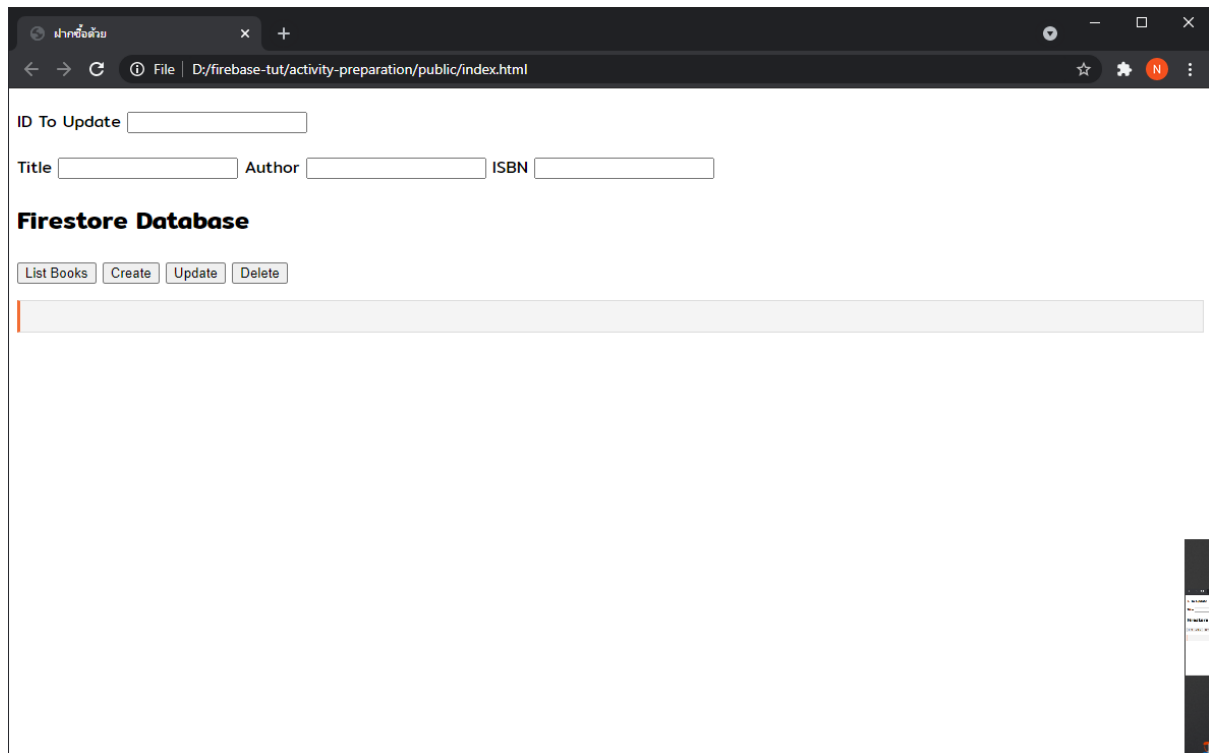 ฝากซื้อด้วย
File D:/firebase-tut/activity-preparation/public/index.html
N
ID To Update
Title Author ISBN
Firestore Database
List Books Create Update Delete